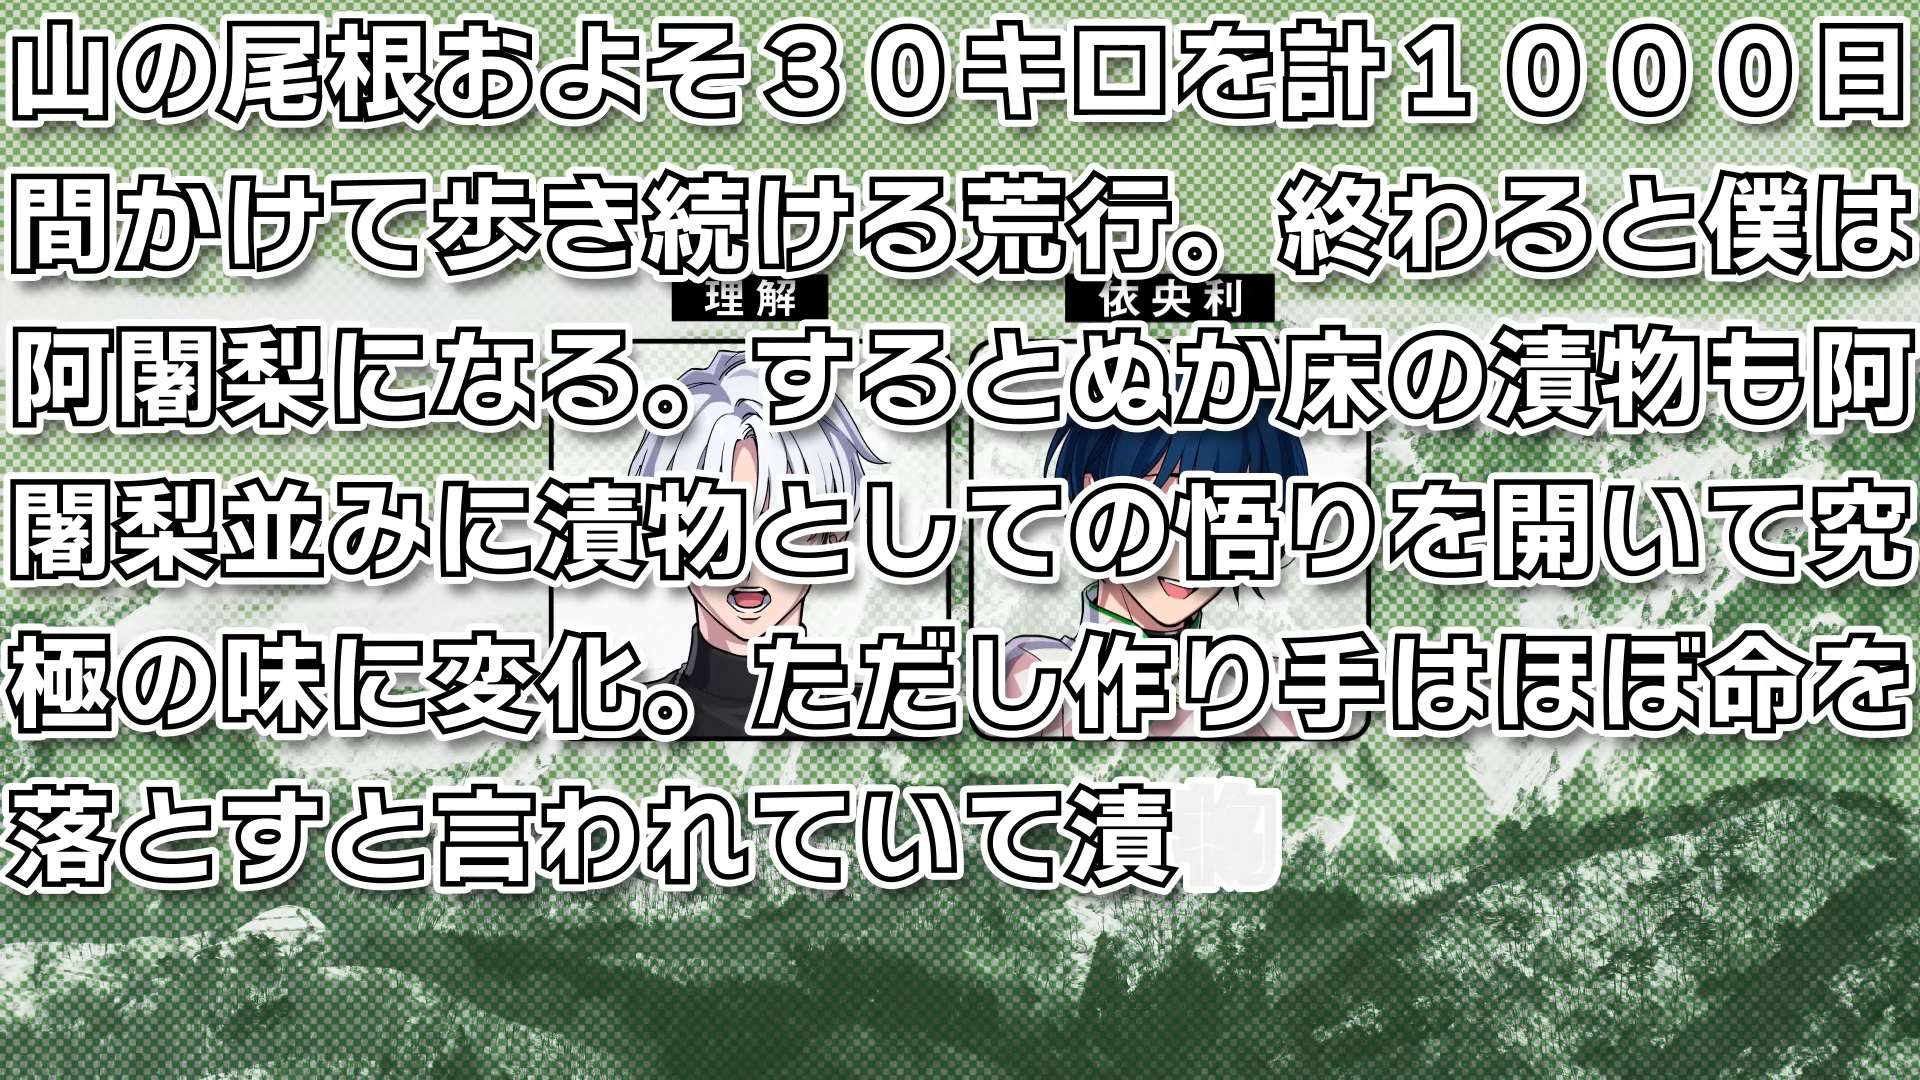 山の尾根およそ３０キロを計１０００日
間かけて歩き続ける荒行。終わると僕は
理解
依央利
阿闍梨になる。するとぬか床の漬物も阿
闍梨並みに漬物としての悟りを開いて究
極の味に変化。ただし作り手はほぼ命を
落とすと言われていて漬物